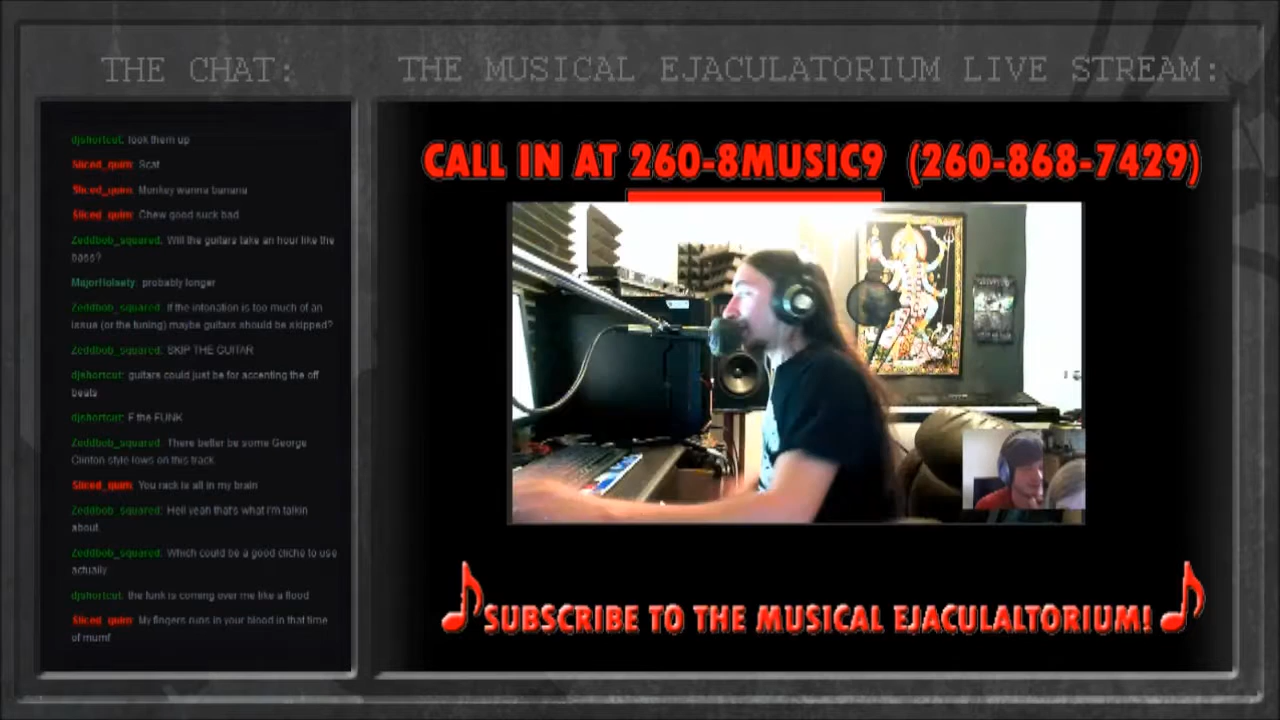 THE CHAT:
THE MUSICAL EJACULATORIUM LIVE STREAM:
djshortcut: look them up
Sliced_quim: Scat
Sliced_quim: Monkey wanna banana
Sliced_quim: Chew good suck bad
Zeddbob_squared: Will the guitars take an hour like the
bass?
probably longer
Zeddbob_squared: If the intonation is too much of an
issue (or the tuning) maybe guitars should be skipped?
Zeddbob_squared: SKIP THE GUITAR
djshortcut: guitars could just be for accenting the off
beats
djshortcut: F the FUNK
Zeddbob_squared: There better be some George
Clinton style lows on this track.
Sliced_quim: You rack is all in my brain
Zeddbob_squared: Hell yeah that's what I'm talkin
about.
Zeddbob_squared: Which could be a good cliche to use
actually
djshortcut: the funk is coming over me like a flood
Sliced_quim: My fingers runs in your blood in that time
of mumf
CALL IN AT 260-8MUSIC9 (260-868-7429)
SUBSCRIBE TO THE MUSICAL EJACULALTORIUM!